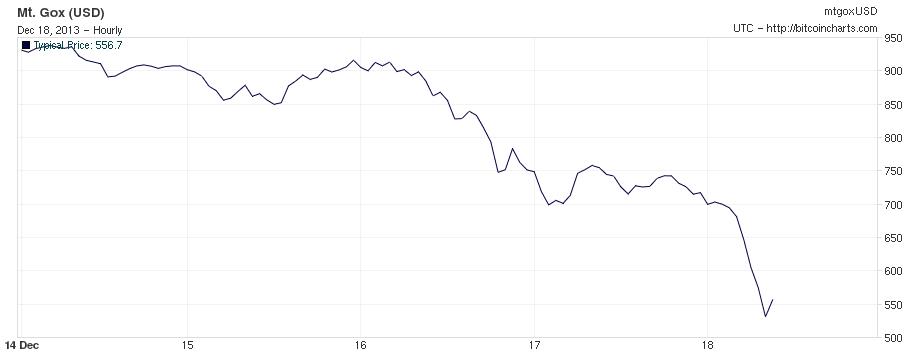 Mt. Gox (USD)
mtgoxUSD
Dec 18, 2013 – Hourly
UTC – http://bitcoincharts.com
Typical Price: 556.7
950
900
850
800
750
700
650
600
550
500
14 Dec
15
16
17
18